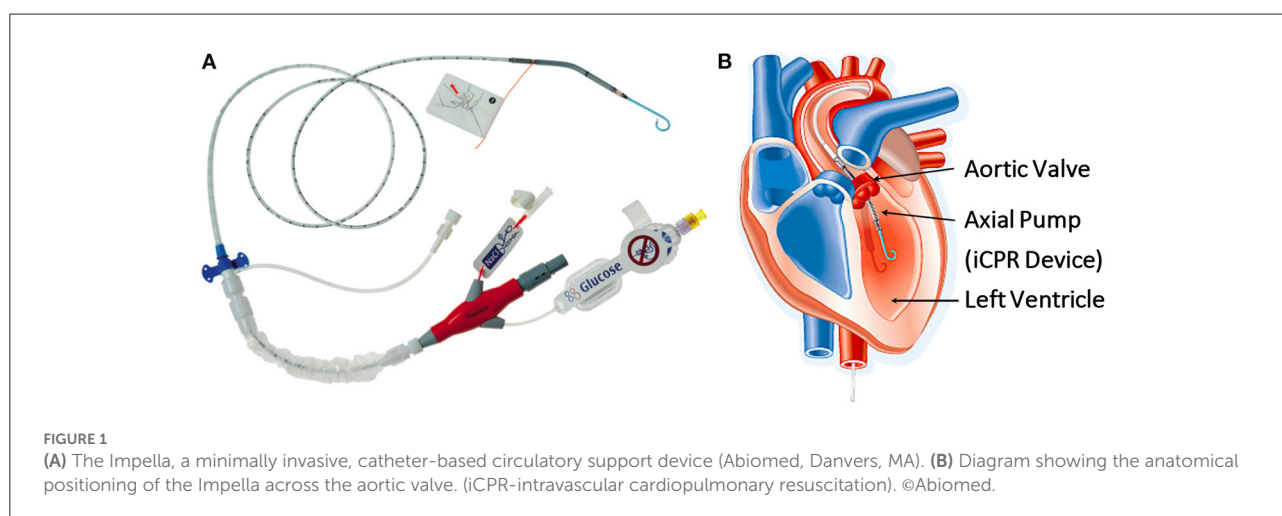 A
B
NaCl
Glucose
Aortic Valve
Axial Pump
(iCPR Device)
Left Ventricle
FIGURE 1
(A) The Impella, a minimally invasive, catheter-based circulatory support device (Abiomed, Danvers, MA). (B) Diagram showing the anatomical
positioning of the Impella across the aortic valve. (iCPR-intravascular cardiopulmonary resuscitation). ©Abiomed.